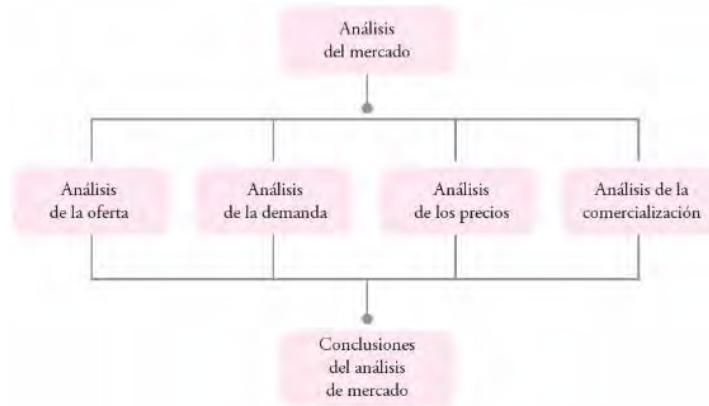 Análisis
del mercado
Análisis
de la oferta
Análisis
de la demanda
Análisis
de los precios
Análisis de la
comercialización
Conclusiones
del análisis
de mercado